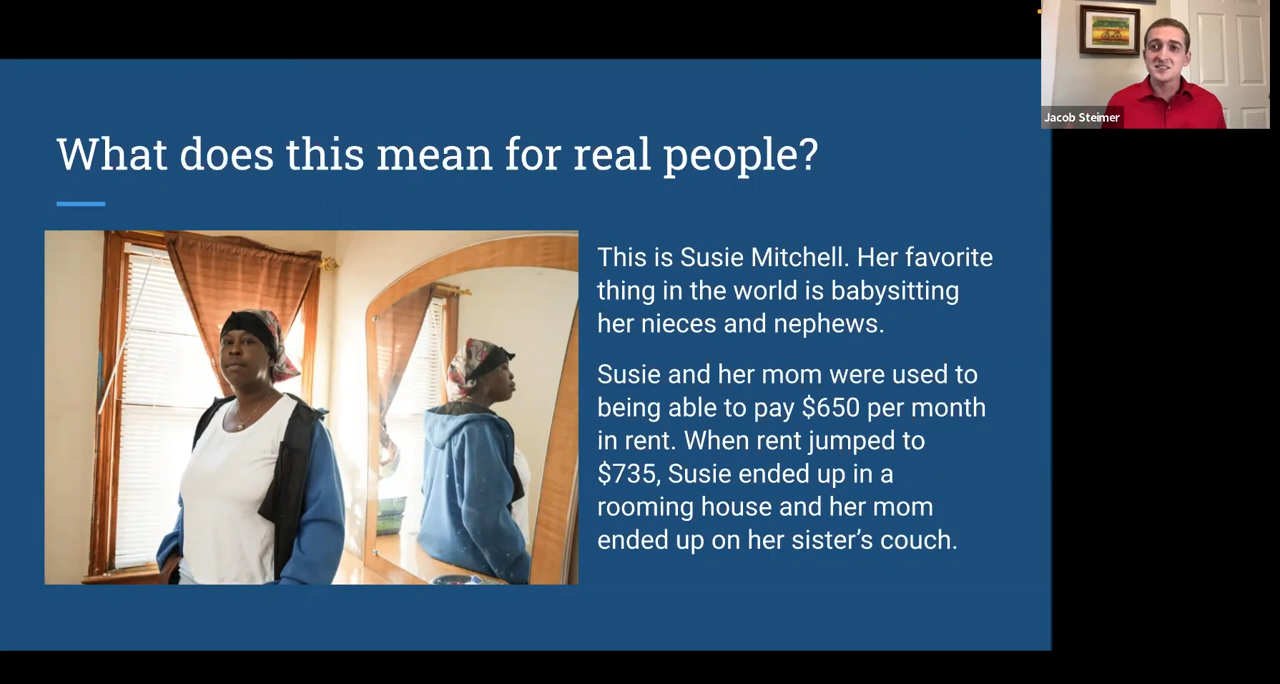 Jacob Steimer
What does this mean for real people?
This is Susie Mitchell. Her favorite
thing in the world is babysitting
her nieces and nephews.
Susie and her mom were used to
being able to pay $650 per month
in rent. When rent jumped to
$735, Susie ended up in a
rooming house and her mom
ended up on her sister’s couch.